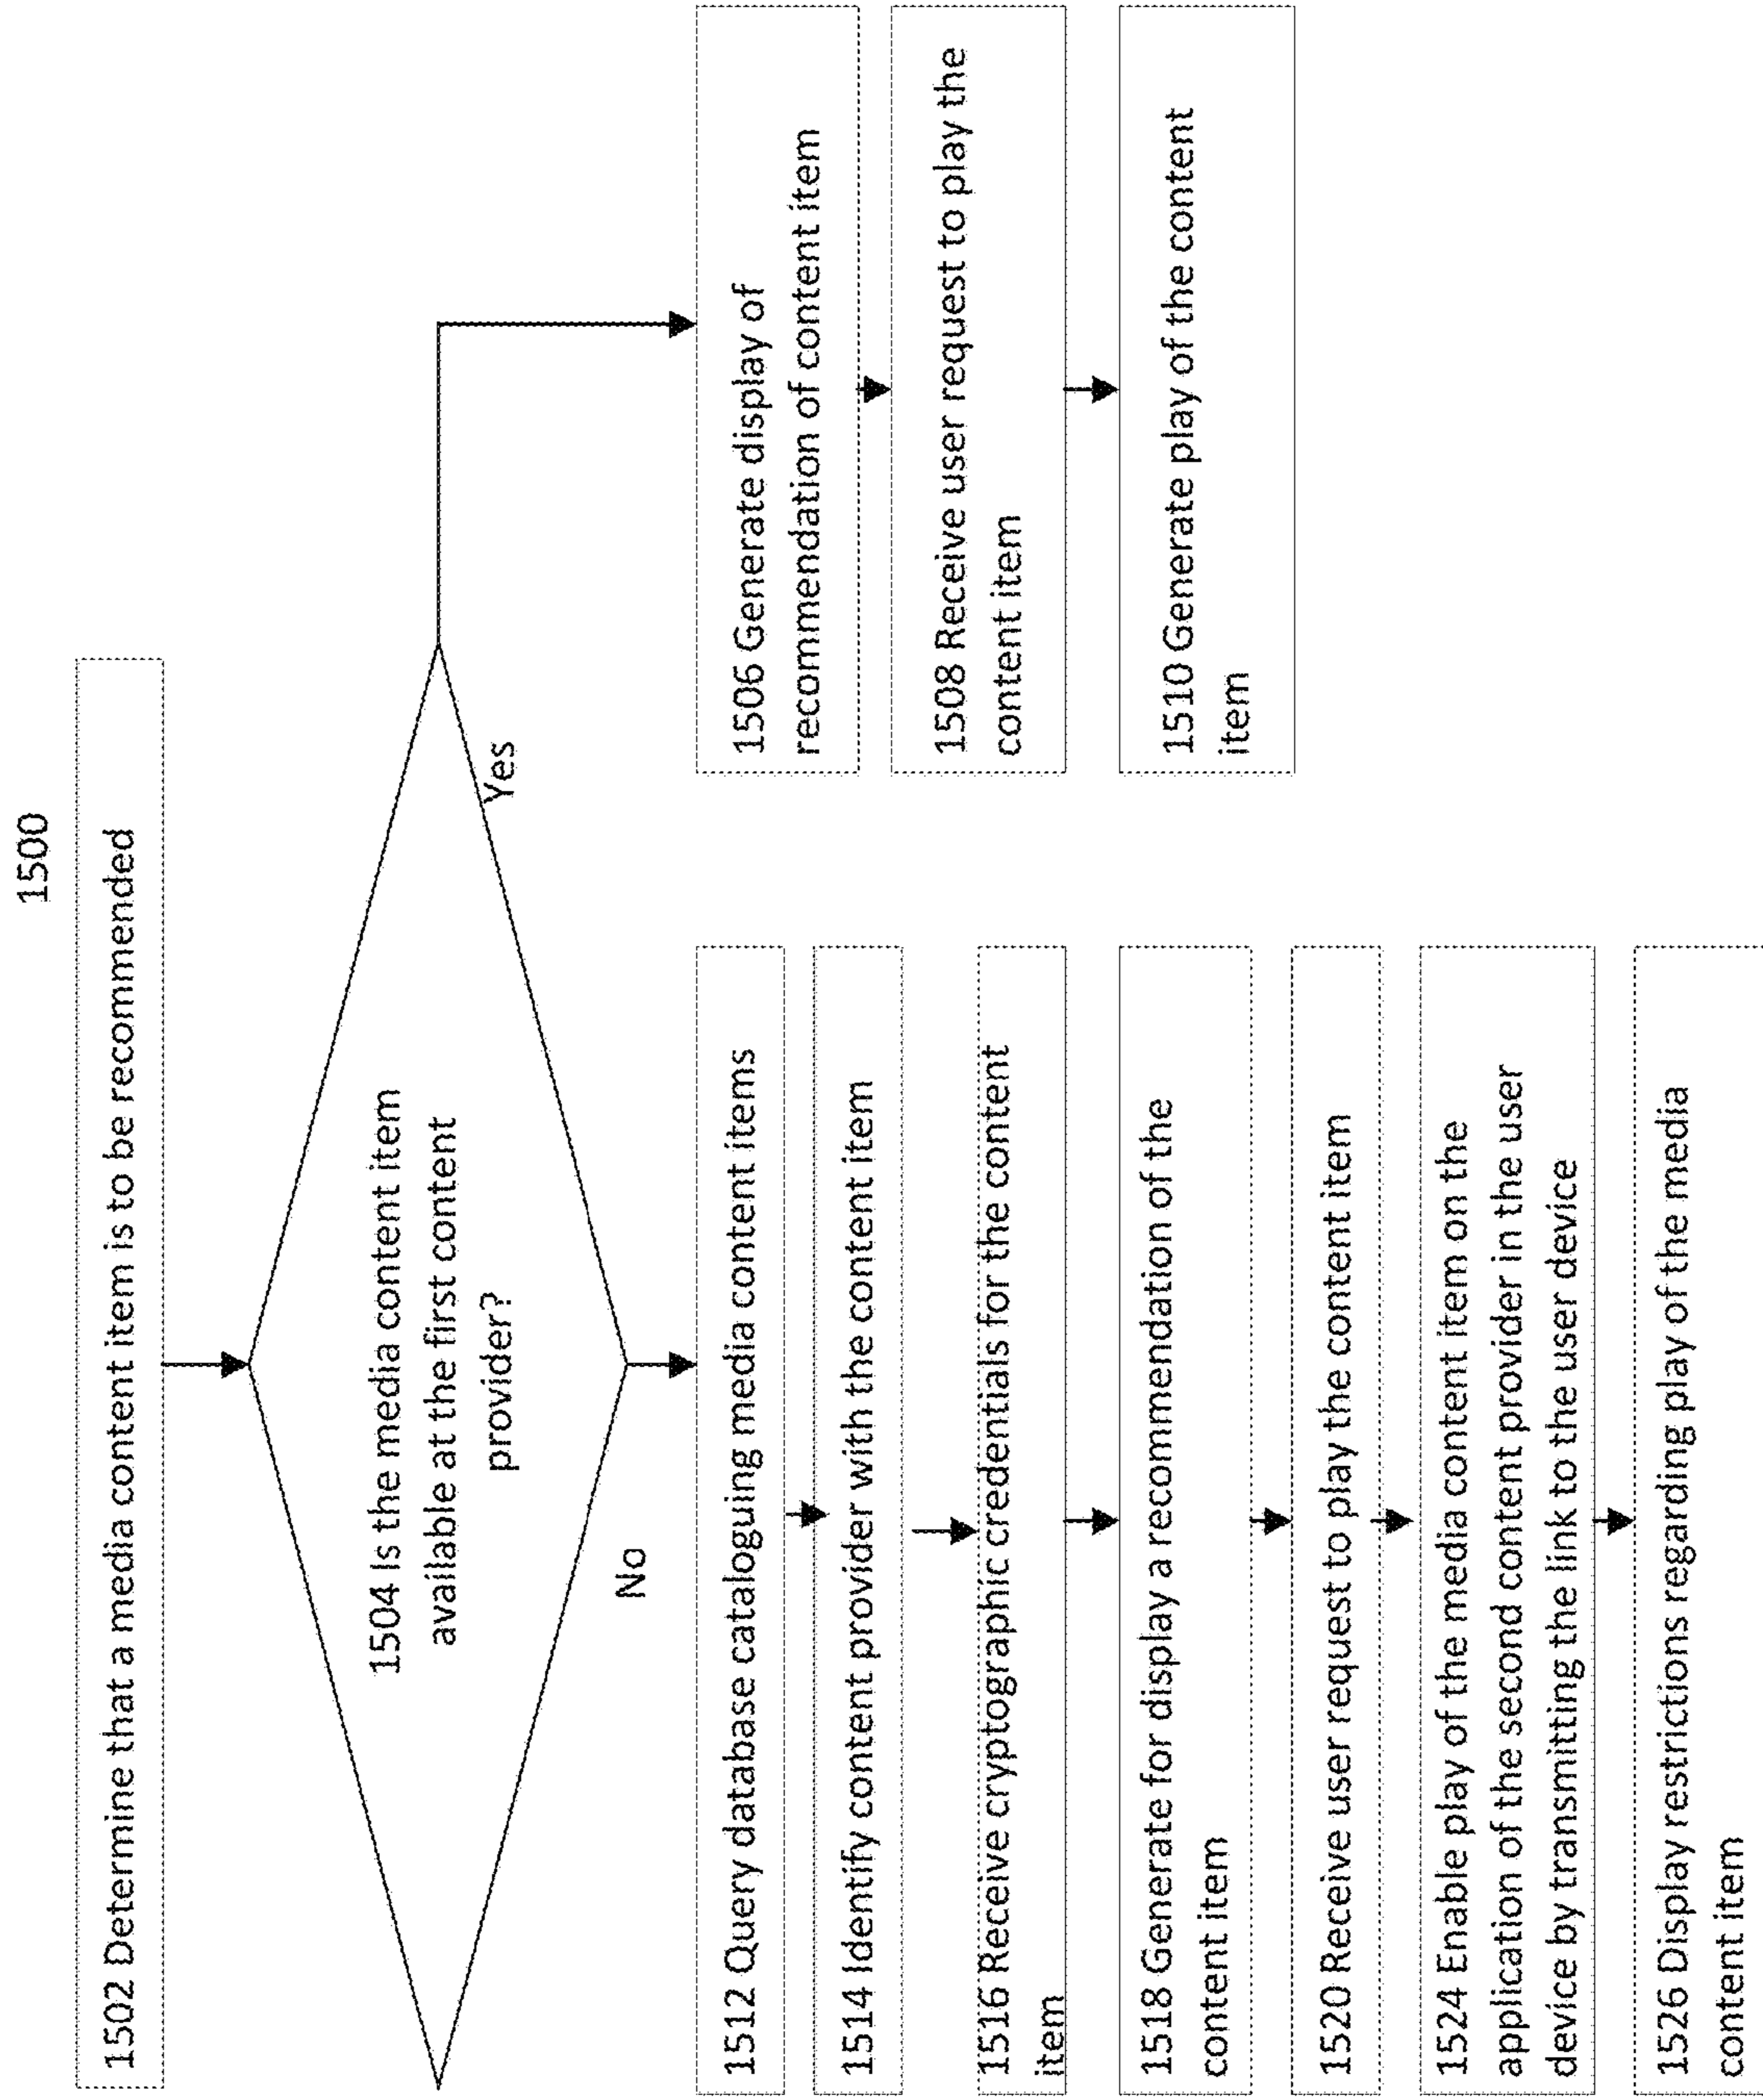 1500
1502 Determine that a media content item is to be recommended
1504 Is the media content item
available at the first content
provider?
Yes
No
1506 Generate display of
recommendation of content item
1508 Receive user request to play the
content item
1510 Generate play of the content
item
1512 Query database cataloguing media content items
1514 Identify content provider with the content item
1516 Receive cryptographic credentials for the content
item
1518 Generate for display a recommendation of the
content item
1520 Receive user request to play the content item
1524 Enable play of the media content item on the
application of the second content provider in the user
device by transmitting the link to the user device
1526 Display restrictions regarding play of the media
content item